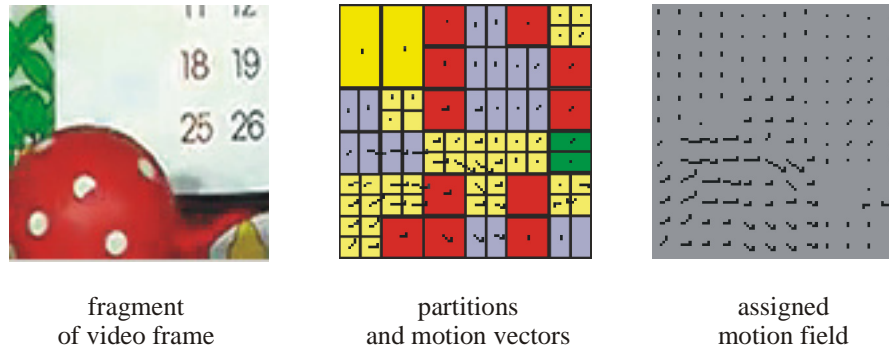 11 12
18 19
25 26
fragment
of video frame
partitions
and motion vectors
assigned
motion field